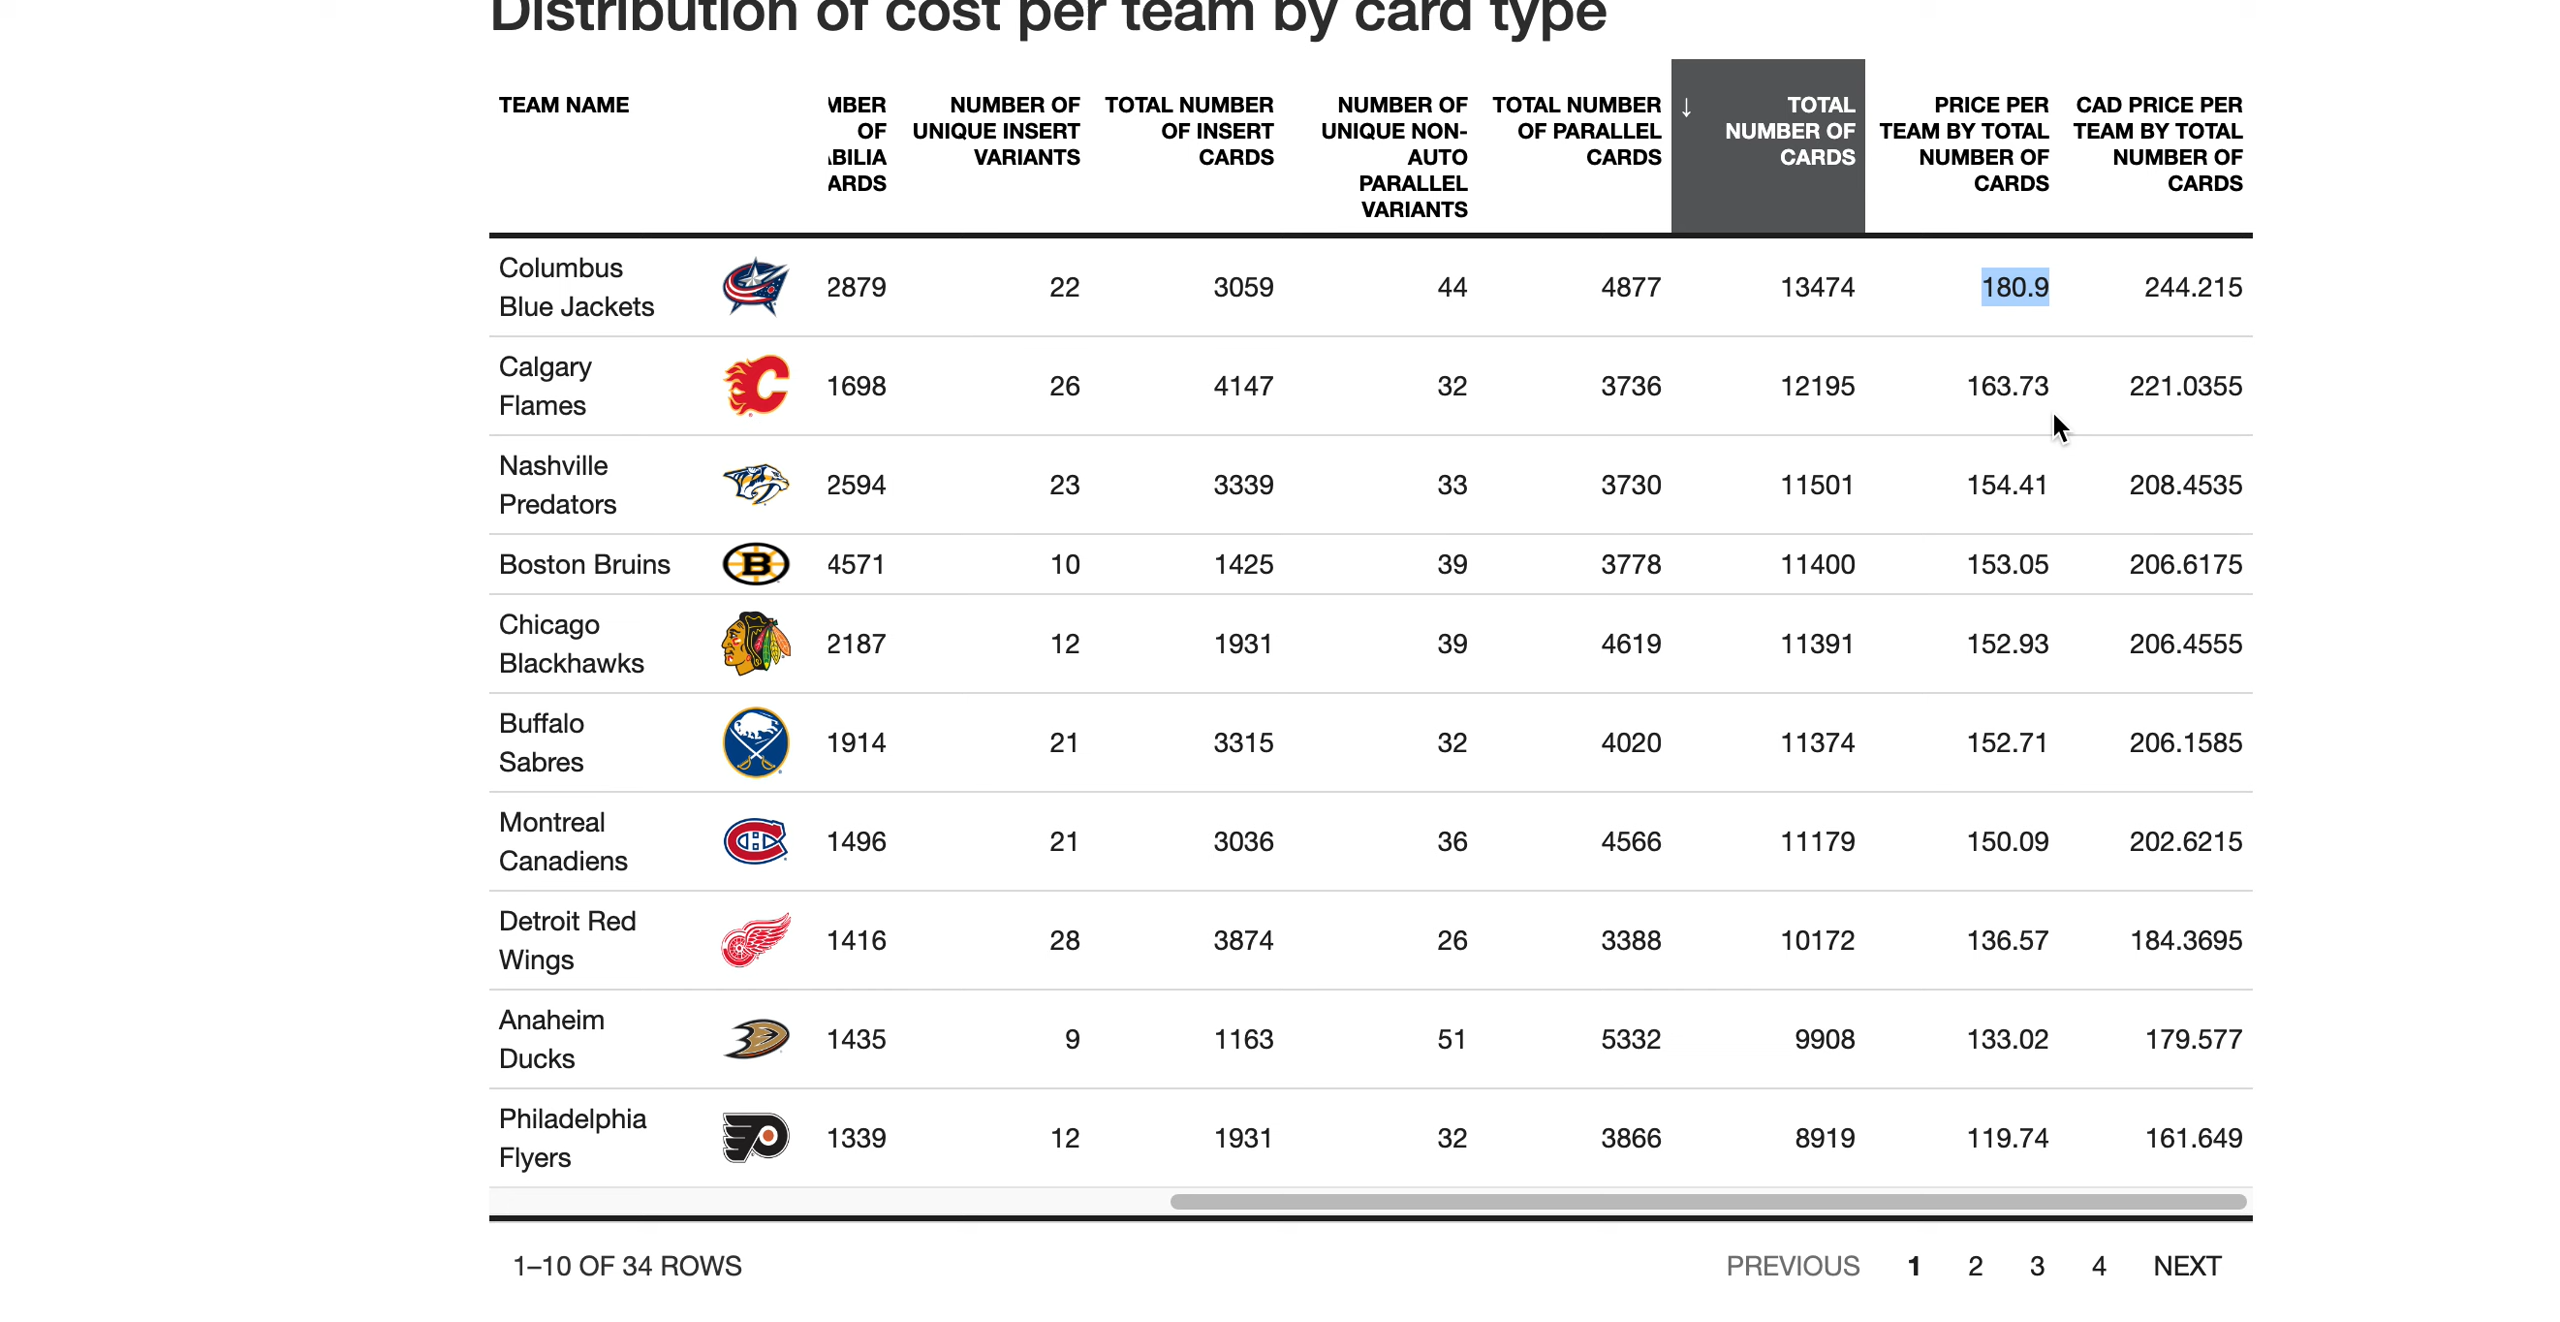 Distribution of cost per team by card type
TEAM NAME
MBER
OF
ABILIA
ARDS
NUMBER OF
UNIQUE INSERT
VARIANTS
TOTAL NUMBER
OF INSERT
CARDS
NUMBER OF
UNIQUE NON-
AUTO
PARALLEL
VARIANTS
TOTAL NUMBER
OF PARALLEL
CARDS
↓ TOTAL
NUMBER OF
CARDS
PRICE PER
TEAM BY TOTAL
NUMBER OF
CARDS
CAD PRICE PER
TEAM BY TOTAL
NUMBER OF
CARDS
Columbus
Blue Jackets
2879 22 3059 44 4877 13474 180.9 244.215
Calgary
Flames
1698 26 4147 32 3736 12195 163.73 221.0355
Nashville
Predators
2594 23 3339 33 3730 11501 154.41 208.4535
Boston Bruins B 4571 10 1425 39 3778 11400 153.05 206.6175
Chicago
Blackhawks
2187 12 1931 39 4619 11391 152.93 206.4555
Buffalo
Sabres
1914 21 3315 32 4020 11374 152.71 206.1585
Montreal
Canadiens
1496 21 3036 36 4566 11179 150.09 202.6215
Detroit Red
Wings
1416 28 3874 26 3388 10172 136.57 184.3695
Anaheim
Ducks
1435 9 1163 51 5332 9908 133.02 179.577
Philadelphia
Flyers
1339 12 1931 32 3866 8919 119.74 161.649
1–10 OF 34 ROWS
PREVIOUS 1 2 3 4 NEXT